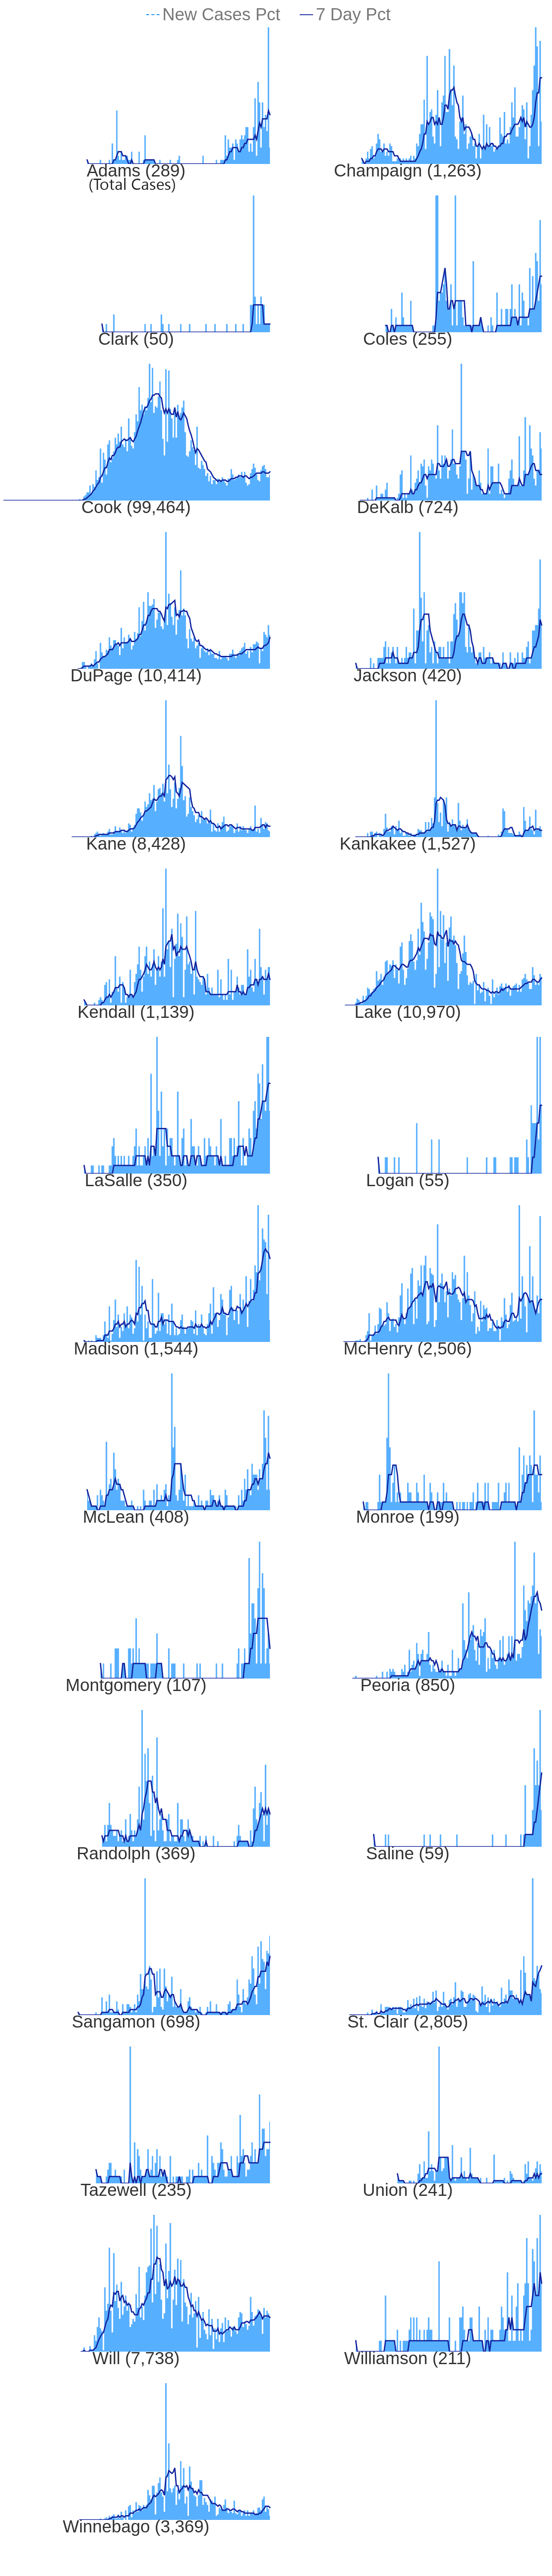 New Cases Pct 7 Day Pct
Adams (289) Champaign (1,263)
(Total Cases)
Clark (50) Coles (255)
Cook (99,464) DeKalb (724)
DuPage (10,414) Jackson (420)
Kane (8,428) Kankakee (1,527)
Kendall (1,139) Lake (10,970)
LaSalle (350) Logan (55)
Madison (1,544) McHenry (2,506)
McLean (408) Monroe (199)
Montgomery (107) Peoria (850)
Randolph (369) Saline (59)
Sangamon (698) St. Clair (2,805)
Tazewell (235) Union (241)
Will (7,738) Williamson (211)
Winnebago (3,369)